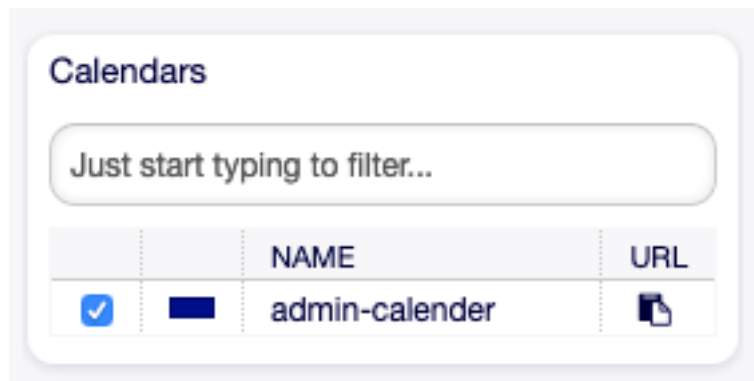 Calendars
Just start typing to filter...
NAME URL
admin-calender